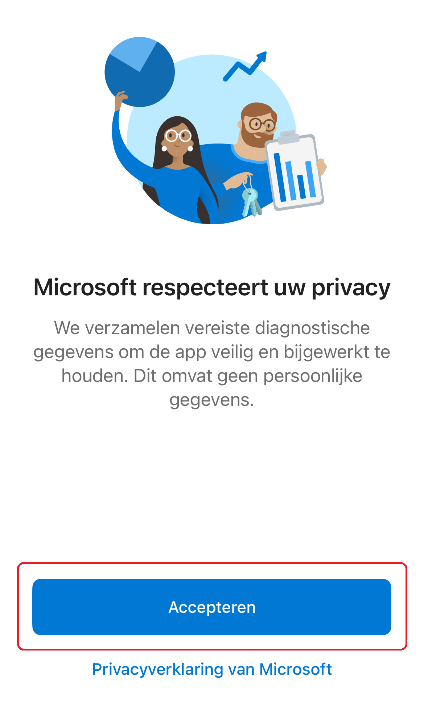 Microsoft respecteert uw privacy
We verzamelen vereiste diagnostische
gegevens om de app veilig en bijgewerkt te
houden. Dit omvat geen persoonlijke
gegevens.
Accepteren
Privacyverklaring van Microsoft